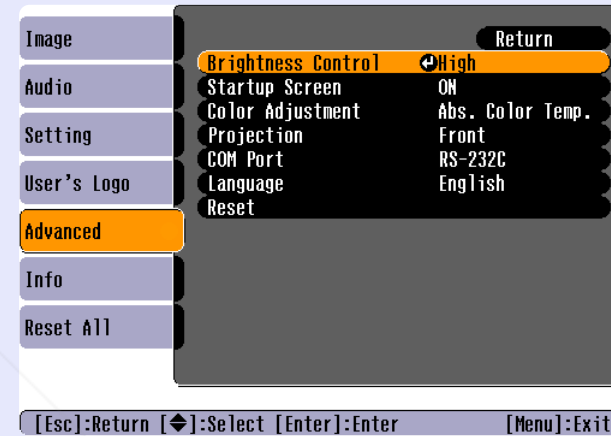 Image
Audio
Setting
User's Logo
Advanced
Info
Reset All
Return
Brightness Control High
Startup Screen ON
Color Adjustment Abs. Color Temp.
Projection Front
COM Port RS-232C
Language English
Reset
[Esc]:Return [◆]:Select [Enter]:Enter [Menu]:Exit